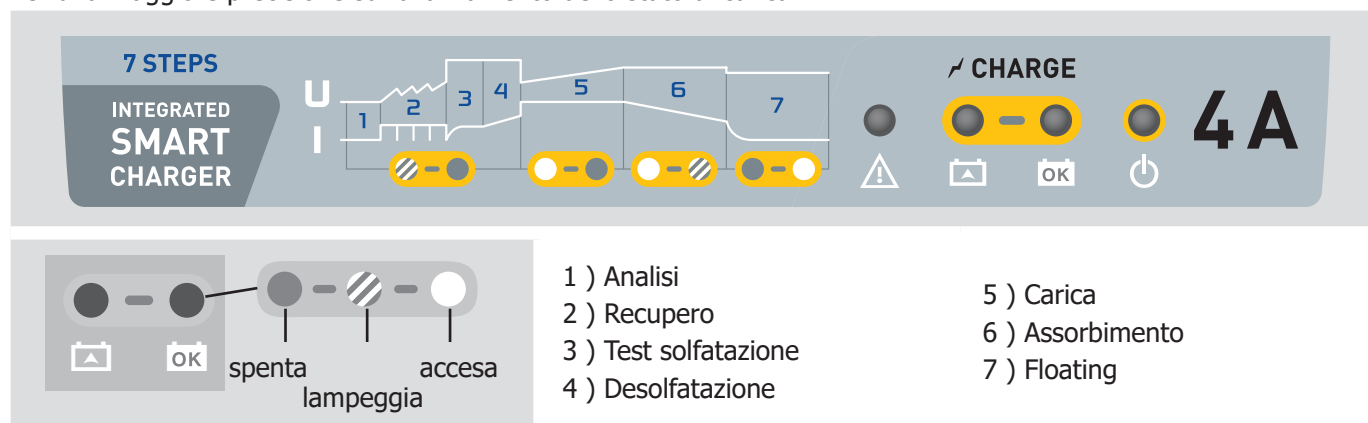 7 STEPS
INTEGRATED
SMART
CHARGER
U
I
1
2
3
4
5
6
7
CHARGE
OK
4 A
OK
spenta
lampeggia
accesa
1 ) Analisi
2 ) Recupero
3 ) Test solfatazione
4 ) Desolfatazione
5 ) Carica
6 ) Assorbimento
7 ) Floating